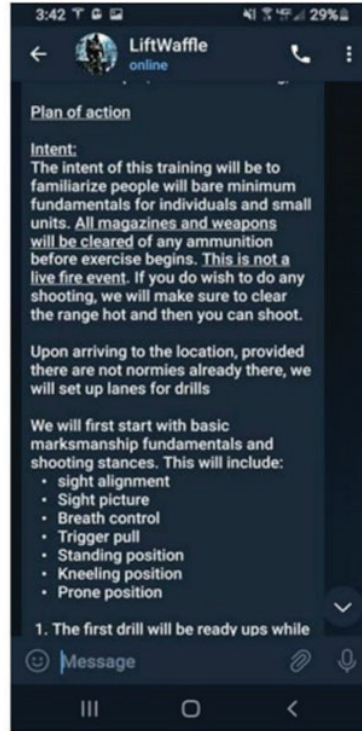 3:42
29%
LiftWaffle
online
Plan of action
Intent:
The intent of this training will be to
familiarize people will bare minimum
fundamentals for individuals and small
units. All magazines and weapons
will be cleared of any ammunition
before exercise begins. This is not a
live fire event. If you do wish to do any
shooting, we will make sure to clear
the range hot and then you can shoot.
Upon arriving to the location, provided
there are not normies already there, we
will set up lanes for drills
We will first start with basic
marksmanship fundamentals and
shooting stances. This will include:
• sight alignment
• Sight picture
• Breath control
• Trigger pull
• Standing position
• Kneeling position
• Prone position
1. The first drill will be ready ups while
Message